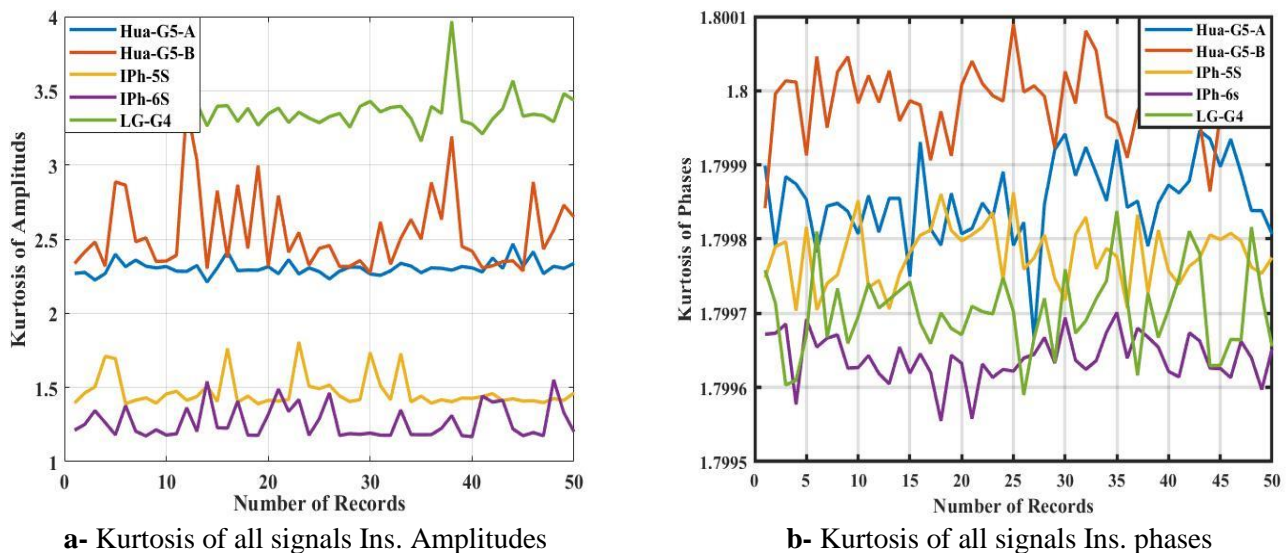 4
3.5
3
2.5
2
1.5
1
Kurtosis of Amplituds
Hua-G5-A
Hua-G5-B
IPh-5S
IPh-6S
LG-G4
0
10
20
30
40
50
Number of Records
a- Kurtosis of all signals Ins. Amplitudes
1.8001
1.8
1.7999
1.7998
1.7997
1.7996
1.7995
Kurtosis of Phases
Hua-G5-A
Hua-G5-B
IPh-5S
IPh-6s
LG-G4
0
5
10
15
20
25
30
35
40
45
50
Number of Records
b- Kurtosis of all signals Ins. phases